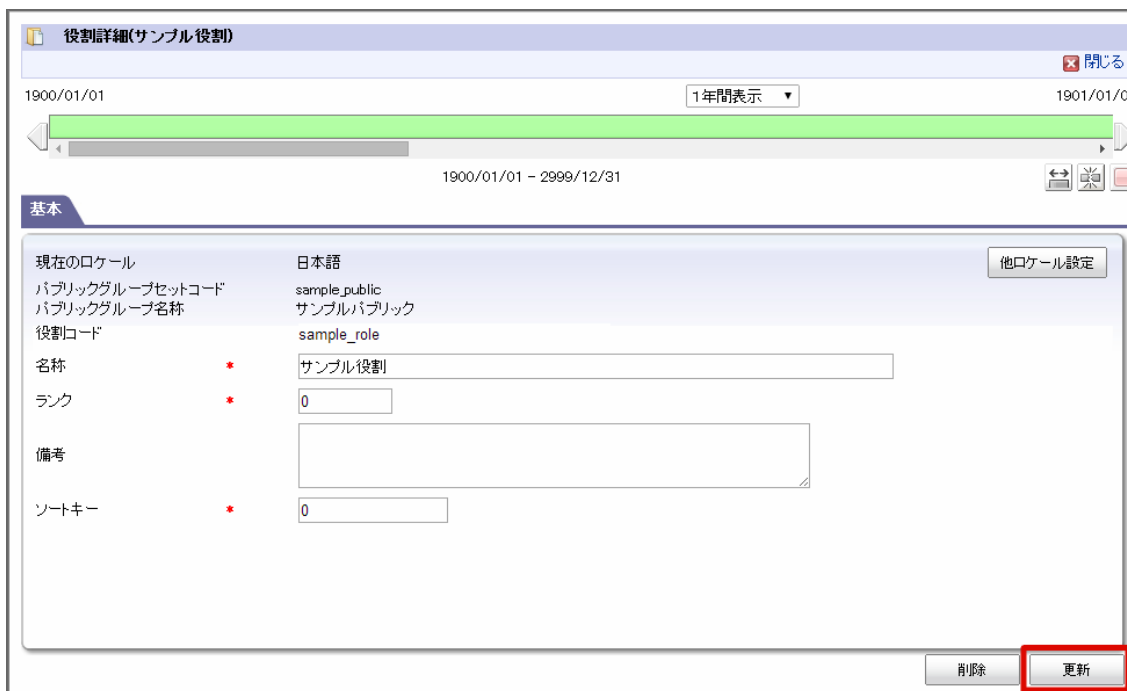 役割詳細(サンプル役割)
閉じる
1900/01/01 1年間表示 1901/01/0
1900/01/01 - 2999/12/31
基本
現在のロケール 日本語 他ロケール設定
パブリックグループセットコード sample_public
パブリックグループ名称 サンプルパブリック
役割コード sample_role
名称 * サンプル役割
ランク * 0
備考
ソートキー * 0
削除 更新